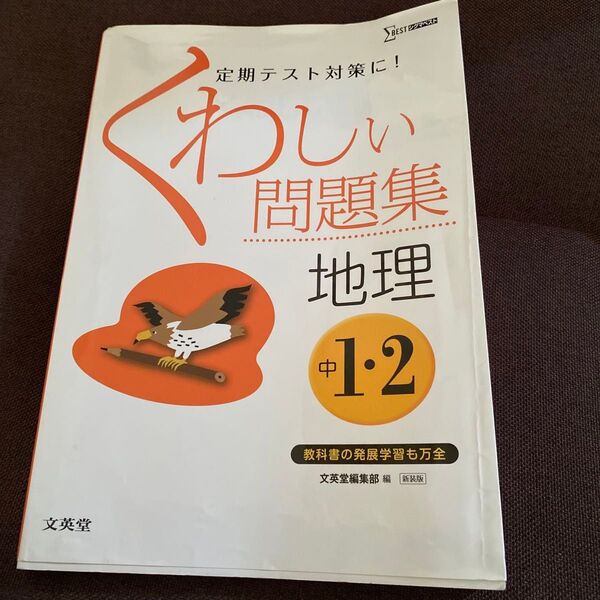 ΣBEST シグマベスト
定期テスト対策に!
くわしい
問題集
地理
中1・2
教科書の発展学習も万全
文英堂編集部 編 新装版
文英堂